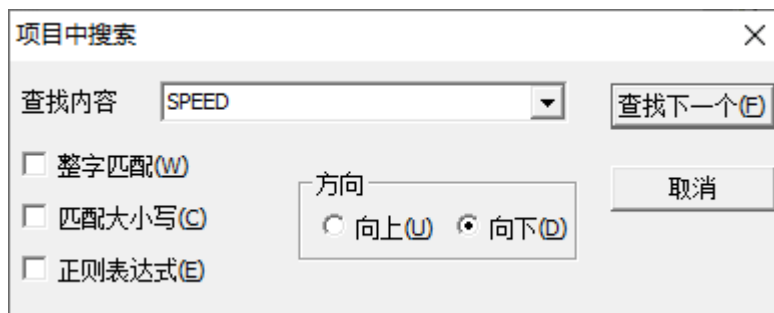 项目中搜索
查找内容 SPEED 查找下一个(F)
整字匹配(W)
方向
取消
匹配大小写(C)
向上(U) 向下(D)
正则表达式(E)